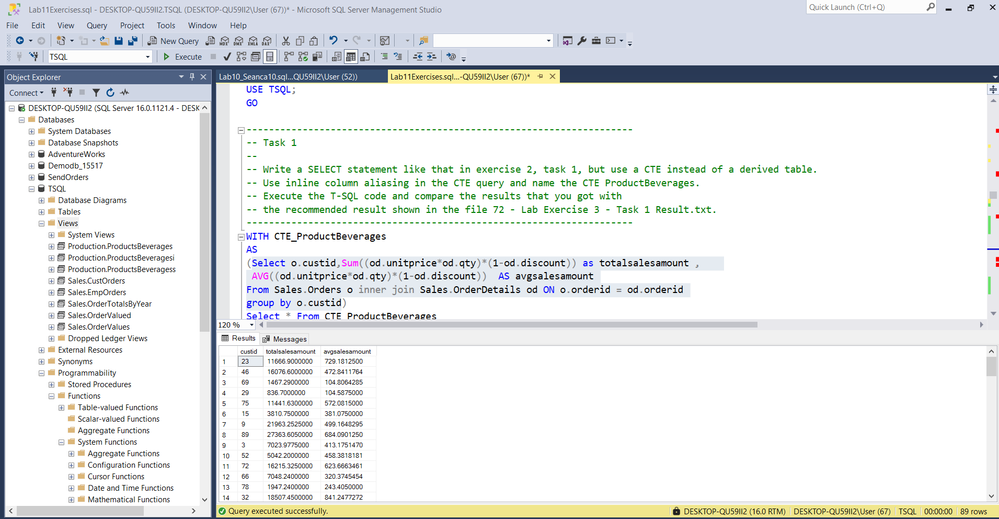 Lab11Exercises.sql - DESKTOP-QU59II2.TSQL (DESKTOP-QU59II2\User (67))* - Microsoft SQL Server Management Studio
Quick Launch (Ctrl+Q)
File Edit View Query Project Tools Window Help
New Query MDX DMX XMLA DAX
TSQL Execute
Object Explorer
Connect
DESKTOP-QU59II2 (SQL Server 16.0.1121.4 - DESK
Databases
System Databases
Database Snapshots
AdventureWorks
Demodb_15517
SendOrders
TSQL
Database Diagrams
Tables
Views
System Views
Production.ProductsBeverages
Production.ProductsBeveragesi
Production.ProductsBeveragess
Sales.CustOrders
Sales.EmpOrders
Sales.OrderTotalsByYear
Sales.OrderValued
Sales.OrderValues
Dropped Ledger Views
External Resources
Synonyms
Programmability
Stored Procedures
Functions
Table-valued Functions
Scalar-valued Functions
Aggregate Functions
System Functions
Aggregate Functions
Configuration Functions
Cursor Functions
Date and Time Functions
Mathematical Functions
Lab10_Seanca10.sql...QU59II2\User (52)) Lab11Exercises.sql...-QU59II2\User (67))*
USE TSQL;
GO
---------------------------------------------------------------------
-- Task 1
--
-- Write a SELECT statement like that in exercise 2, task 1, but use a CTE instead of a derived table.
-- Use inline column aliasing in the CTE query and name the CTE ProductBeverages.
-- Execute the T-SQL code and compare the results that you got with
-- the recommended result shown in the file 72 - Lab Exercise 3 - Task 1 Result.txt.
---------------------------------------------------------------------
WITH CTE_ProductBeverages
AS
(Select o.custid,Sum((od.unitprice*od.qty)*(1-od.discount)) as totalsalesamount ,
AVG((od.unitprice*od.qty)*(1-od.discount))  AS avgsalesamount
From Sales.Orders o inner join Sales.OrderDetails od ON o.orderid = od.orderid
group by o.custid)
Select * From CTE_ProductBeverages
120 %
Results Messages
custid totalsalesamount avgsalesamount
1 23 11666.9000000 729.1812500
2 46 16076.6000000 472.8411764
3 69 1467.2900000 104.8064285
4 29 836.7000000 104.5875000
5 75 11441.6300000 572.0815000
6 15 3810.7500000 381.0750000
7 9 21963.2525000 499.1648295
8 89 27363.6050000 684.0901250
9 3 7023.9775000 413.1751470
10 52 5042.2000000 458.3818181
11 72 16215.3250000 623.6663461
12 66 7048.2400000 320.3745454
13 78 1947.2400000 243.4050000
14 32 18507.4500000 841.2477272
Query executed successfully. DESKTOP-QU59II2 (16.0 RTM) DESKTOP-QU59II2\User (67) TSQL 00:00:00 89 rows